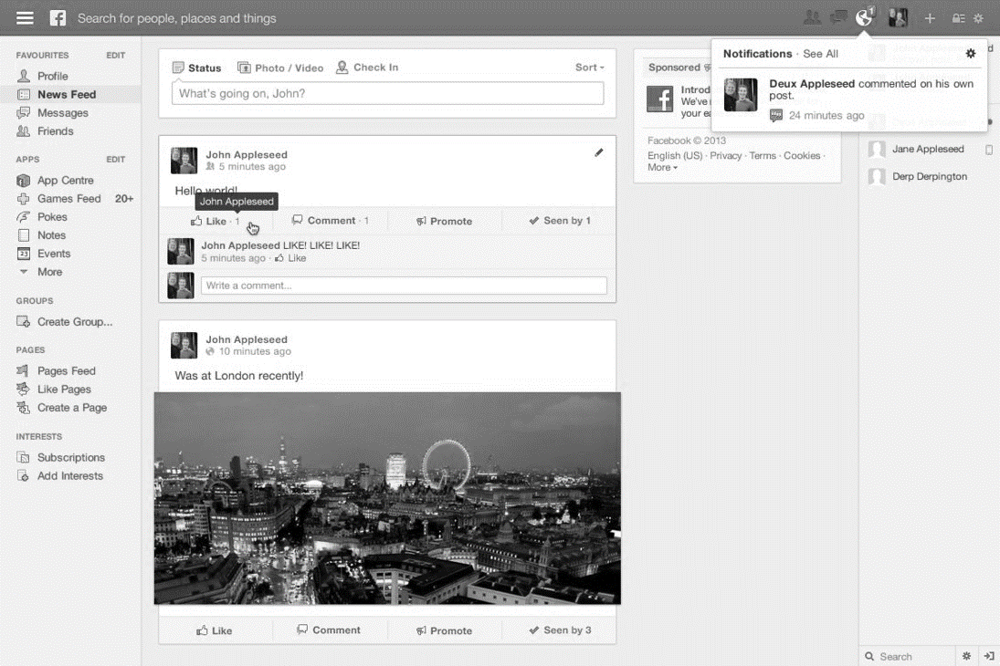 f Search for people, places and things
1
FAVOURITES EDIT
Profile
News Feed
Messages
Friends
APPS EDIT
App Centre
Games Feed 20+
Pokes
Notes
23 Events
More
GROUPS
Create Group...
PAGES
Pages Feed
Like Pages
Create a Page
INTERESTS
Subscriptions
Add Interests
Status Photo / Video Check In Sort
What's going on, John?
John Appleseed
5 minutes ago
Hello world!
John Appleseed
Like · 1 Comment · 1 Promote Seen by 1
John Appleseed LIKE! LIKE! LIKE!
5 minutes ago · Like
Write a comment...
John Appleseed
10 minutes ago
Was at London recently!
Like Comment Promote Seen by 3
Sponsored
f Introd
We've
your ea
Facebook © 2013
English (US) · Privacy · Terms · Cookies ·
More
Notifications · See All
Deux Appleseed commented on his own
post.
24 minutes ago
Jane Appleseed
Derp Derpington
Search